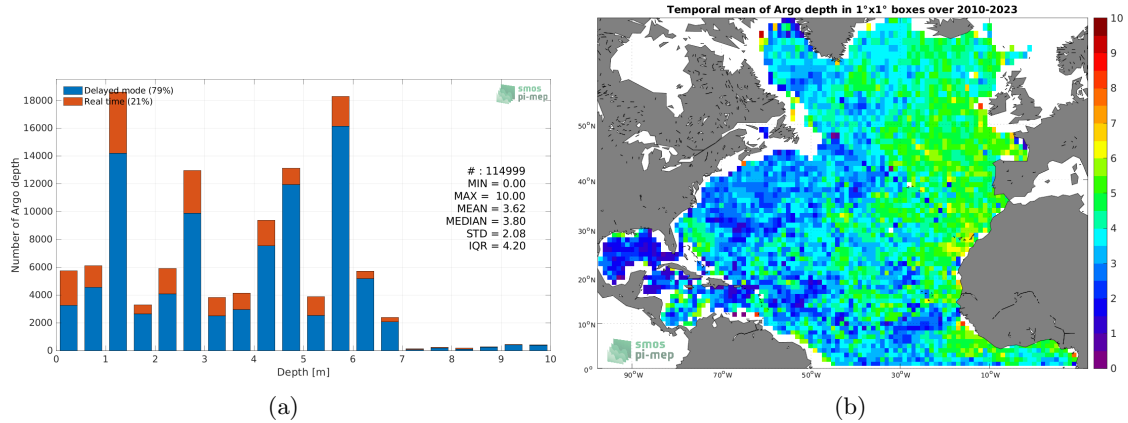 Delayed mode (79%)
Real time (21%)
smos
pi-mep
18000
16000
14000
12000
10000
8000
6000
4000
2000
0
Number of Argo depth
# : 114999
MIN = 0.00
MAX = 10.00
MEAN = 3.62
MEDIAN = 3.80
STD = 2.08
IQR = 4.20
0 1 2 3 4 5 6 7 8 9 10
Depth [m]
(a)
Temporal mean of Argo depth in 1°x1° boxes over 2010-2023
50°N
40°N
30°N
20°N
10°N
0°
90°W 70°W 50°W 30°W 10°W
smos
pi-mep
10
9
8
7
6
5
4
3
2
1
0
(b)